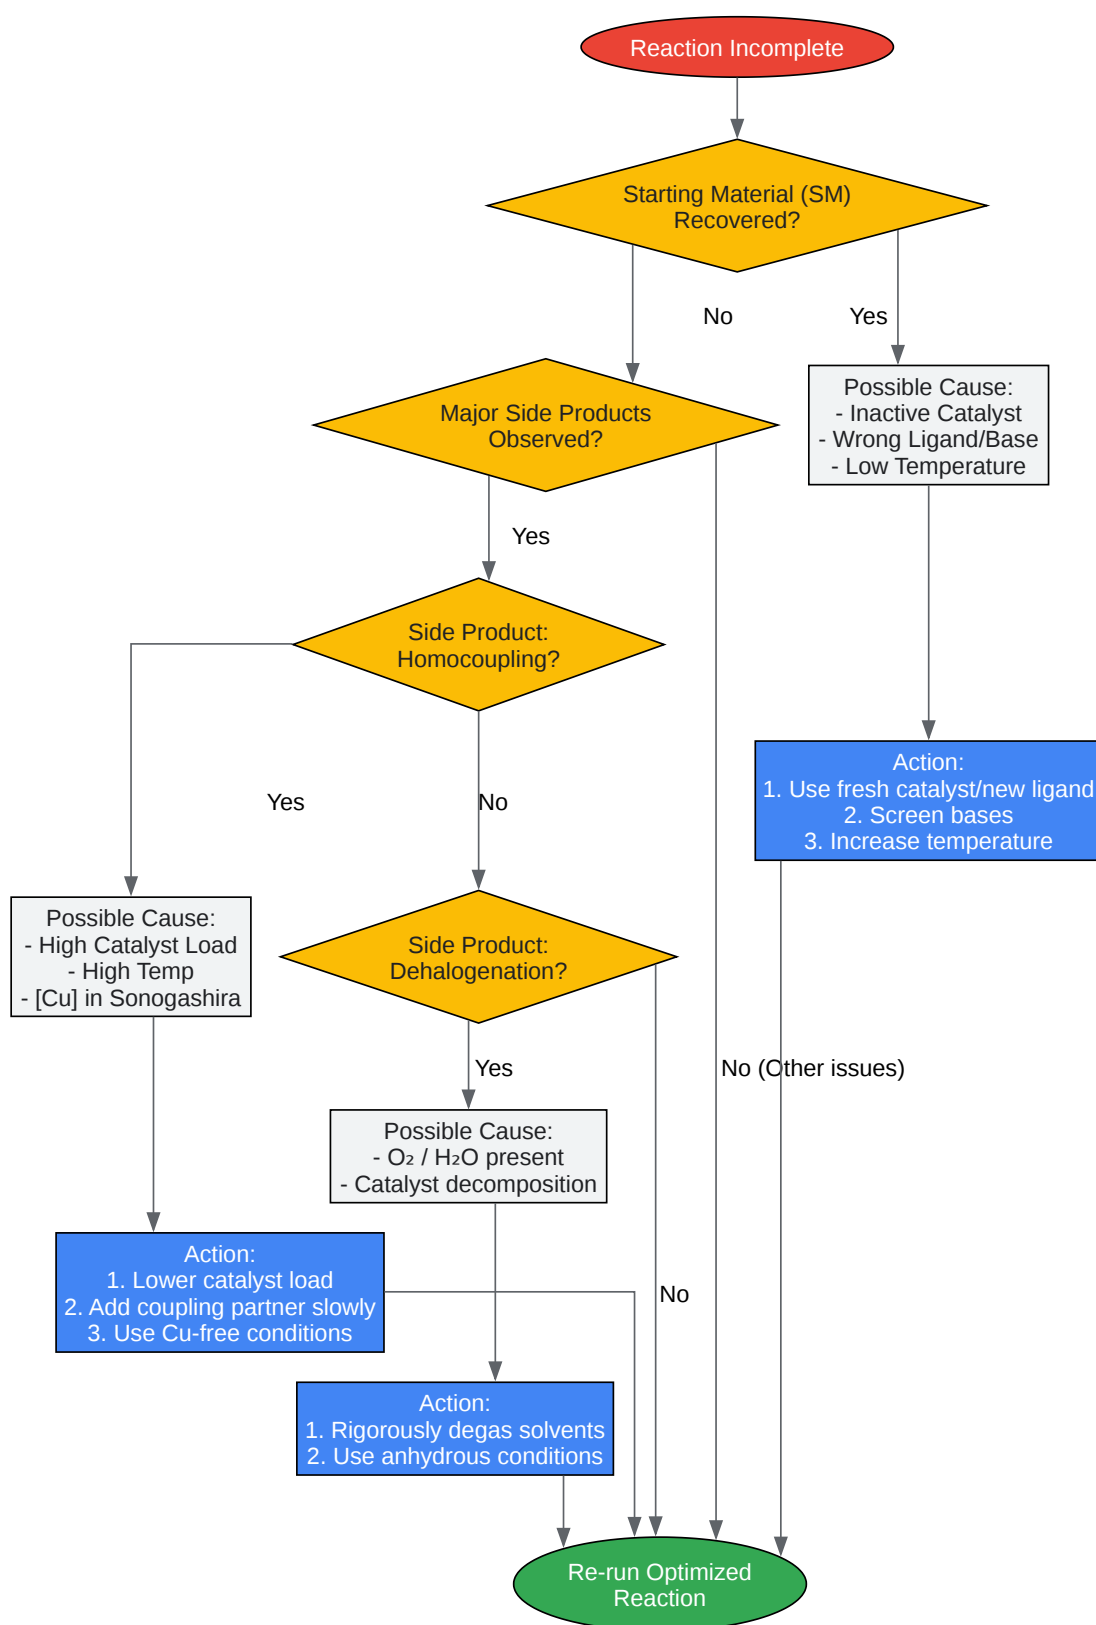 Reaction Incomplete
Starting Material (SM)
Recovered?
No
Yes
Major Side Products
Observed?
Possible Cause:
- Inactive Catalyst
- Wrong Ligand/Base
- Low Temperature
Yes
Side Product:
Homocoupling?
Action:
1. Use fresh catalyst/new ligand
2. Screen bases
3. Increase temperature
Yes
No
Possible Cause:
- High Catalyst Load
- High Temp
- [Cu] in Sonogashira
Side Product:
Dehalogenation?
Yes
No (Other issues)
Possible Cause:
- O₂ / H₂O present
- Catalyst decomposition
Action:
1. Lower catalyst load
2. Add coupling partner slowly
3. Use Cu-free conditions
No
Action:
1. Rigorously degas solvents
2. Use anhydrous conditions
Re-run Optimized
Reaction